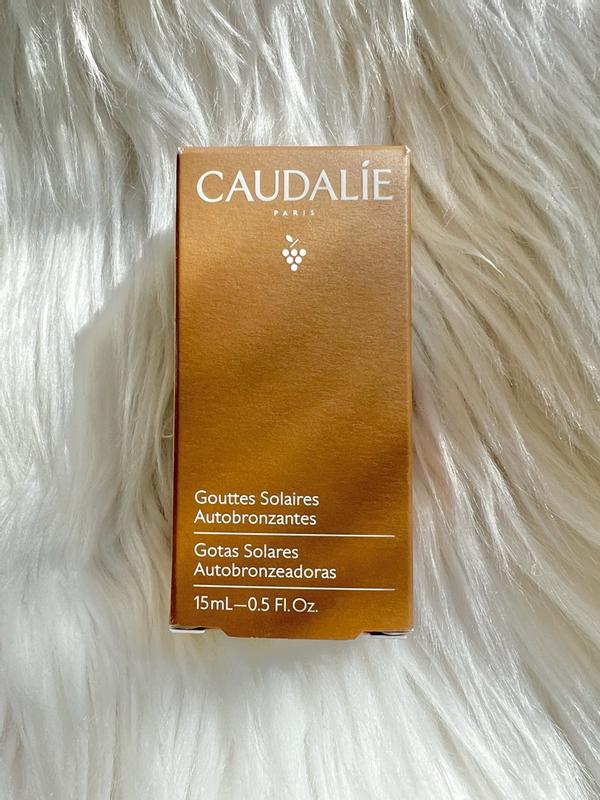 CAUDALÍE
PARIS
Gouttes Solaires
Autobronzantes
Gotas Solares
Autobronzeadoras
15mL—0.5 Fl.Oz.